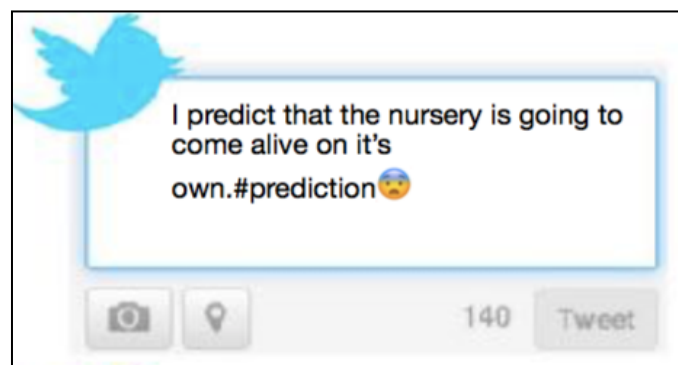 I predict that the nursery is going to
come alive on it’s
own.#prediction😨
140 Tweet